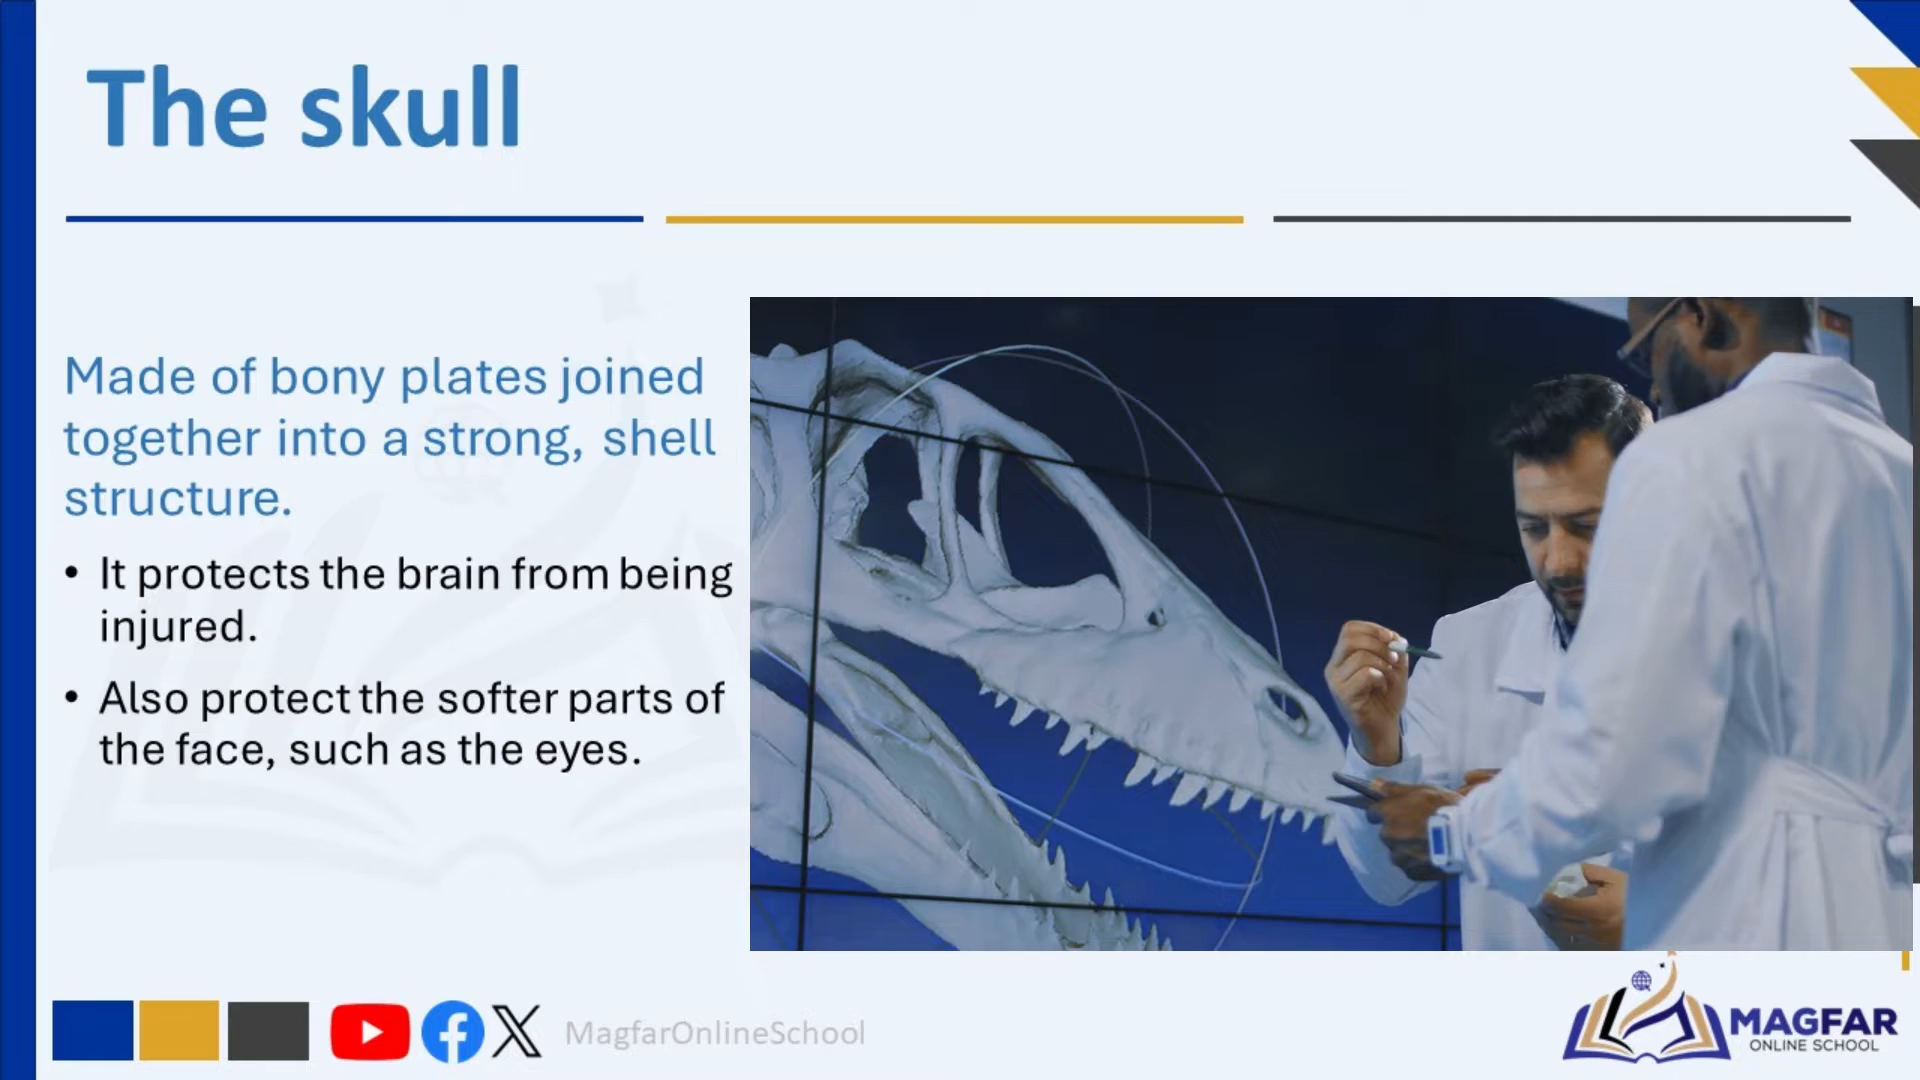 The skull
Made of bony plates joined
together into a strong, shell
structure.
• It protects the brain from being
injured.
• Also protect the softer parts of
the face, such as the eyes.
MagfarOnlineSchool
MAGFAR
ONLINE SCHOOL